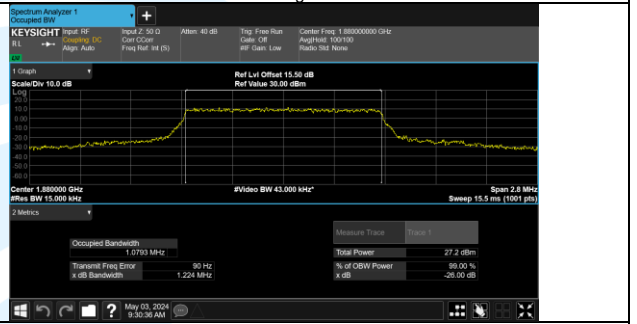 Spectrum Analyzer 1
Occupied BW
+
KEYSIGHT Input: RF Input Z: 50 Ω Atten: 40 dB Trig: Free Run Center Freq: 1.880000000 GHz
RL Coupling: DC Corr CCorr Gate: Off Avg|Hold: 100/100
Align: Auto Freq Ref: Int (S) #IF Gain: Low Radio Std: None
1 Graph
Ref Lvl Offset 15.50 dB
Scale/Div 10.0 dB Ref Value 30.00 dBm
Log
20.0
10.0
0.00
-10.0
-20.0
-30.0
-40.0
-50.0
-60.0
Center 1.880000 GHz #Video BW 43.000 kHz* Span 2.8 MHz
#Res BW 15.000 kHz Sweep 15.5 ms (1001 pts)
2 Metrics
Measure Trace Trace 1
Occupied Bandwidth
1.0793 MHz Total Power 27.2 dBm
Transmit Freq Error 90 Hz % of OBW Power 99.00 %
x dB Bandwidth 1.224 MHz x dB -26.00 dB
? May 03, 2024
9:30:36 AM